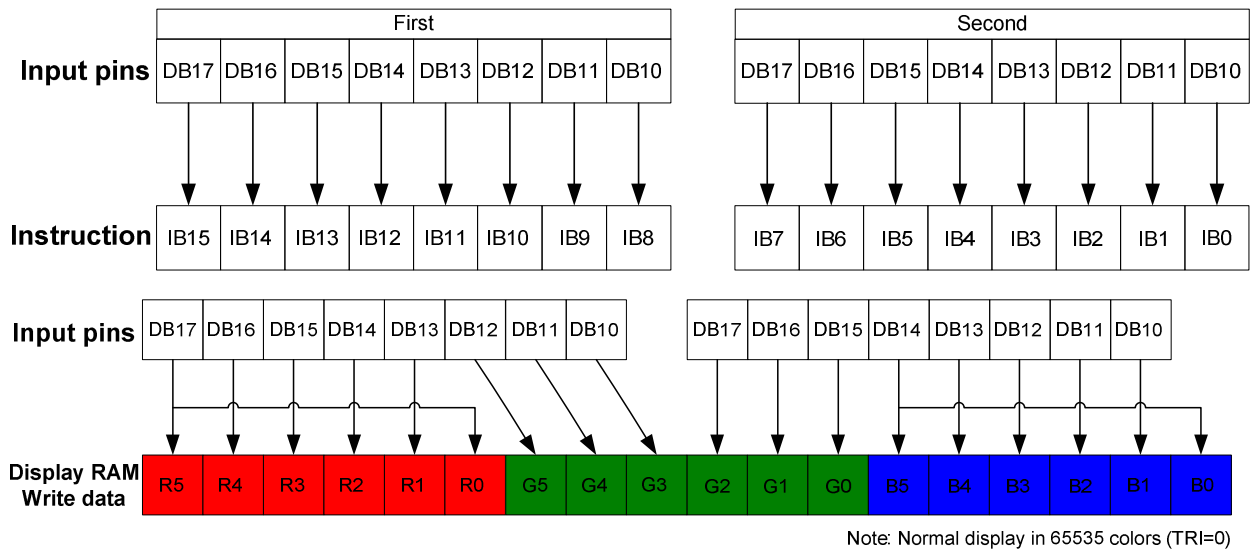 First Second
Input pins DB17 DB16 DB15 DB14 DB13 DB12 DB11 DB10 DB17 DB16 DB15 DB14 DB13 DB12 DB11 DB10
Instruction IB15 IB14 IB13 IB12 IB11 IB10 IB9 IB8 IB7 IB6 IB5 IB4 IB3 IB2 IB1 IB0
Input pins DB17 DB16 DB15 DB14 DB13 DB12 DB11 DB10 DB17 DB16 DB15 DB14 DB13 DB12 DB11 DB10
Display RAM
Write data
R5 R4 R3 R2 R1 R0 G5 G4 G3 G2 G1 G0 B5 B4 B3 B2 B1 B0
Note: Normal display in 65535 colors (TRI=0)